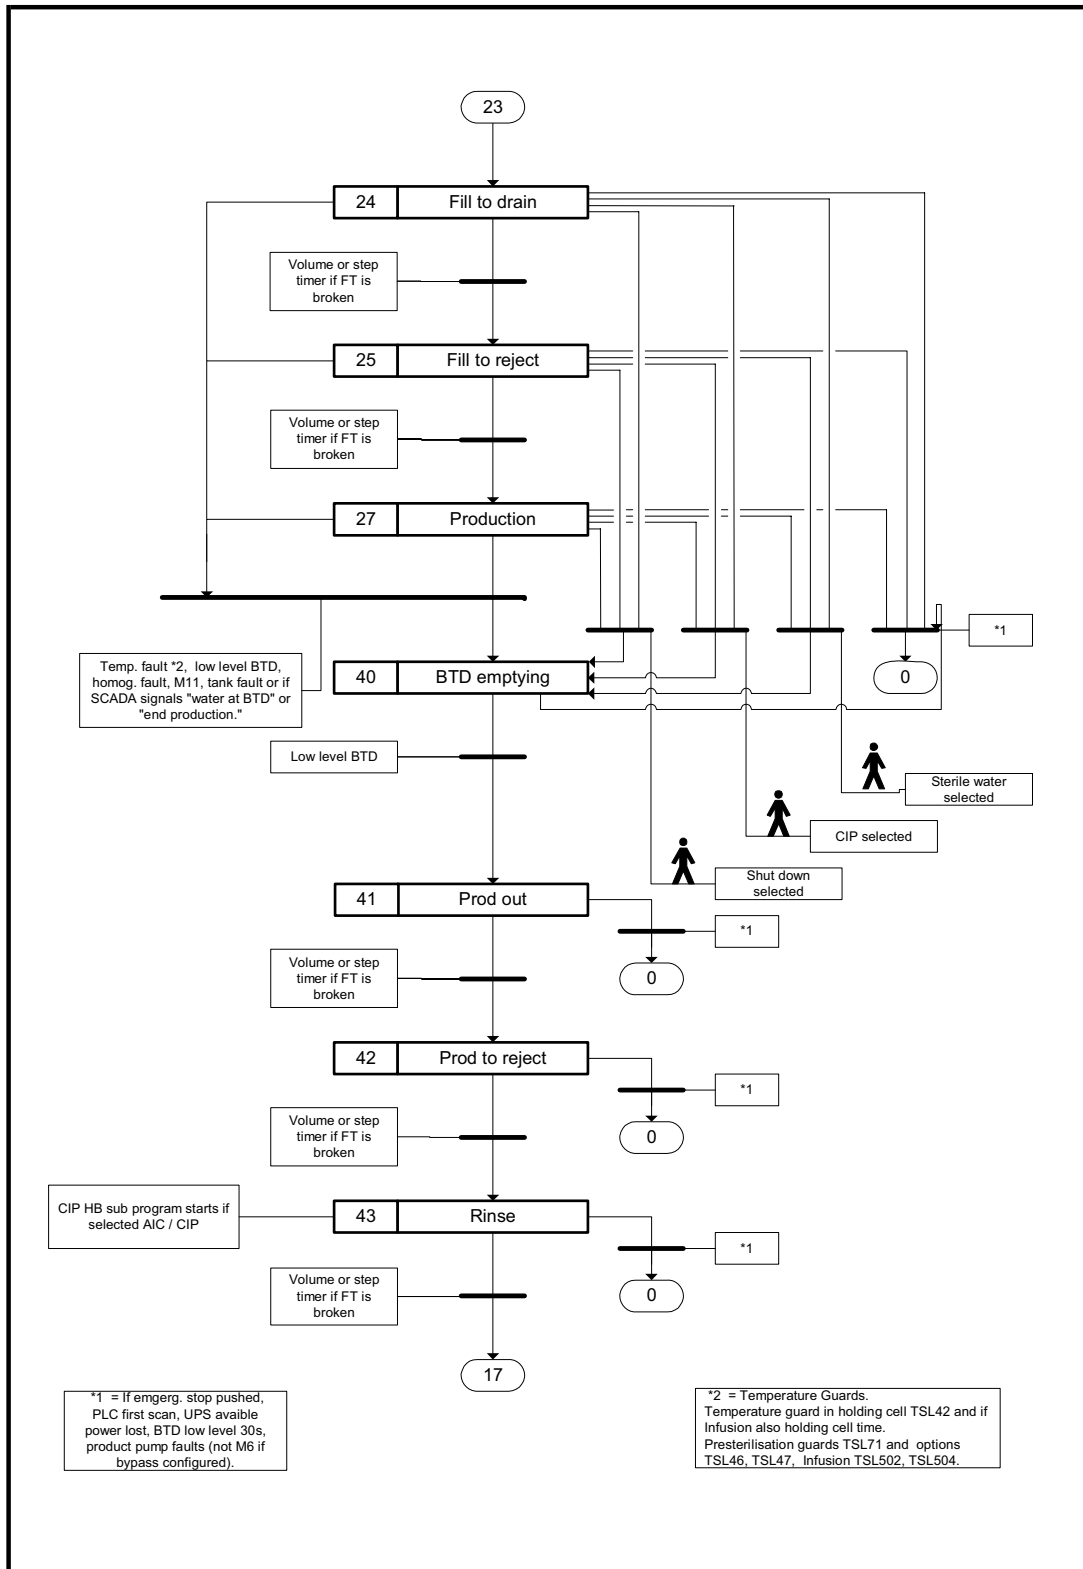 23
24 Fill to drain
Volume or step
timer if FT is
broken
25 Fill to reject
Volume or step
timer if FT is
broken
27 Production
*1
Temp. fault *2, low level BTD,
homog. fault, M11, tank fault or if
SCADA signals "water at BTD" or
"end production."
40 BTD emptying
0
Low level BTD
Sterile water
selected
CIP selected
Shut down
selected
41 Prod out
*1
Volume or step
timer if FT is
broken
0
42 Prod to reject
*1
Volume or step
timer if FT is
broken
0
CIP HB sub program starts if
selected AIC / CIP
43 Rinse
*1
Volume or step
timer if FT is
broken
0
17
*1 = If emgerg. stop pushed,
PLC first scan, UPS avaible
power lost, BTD low level 30s,
product pump faults (not M6 if
bypass configured).
*2 = Temperature Guards.
Temperature guard in holding cell TSL42 and if
Infusion also holding cell time.
Presterilisation guards TSL71 and options
TSL46, TSL47, Infusion TSL502, TSL504.